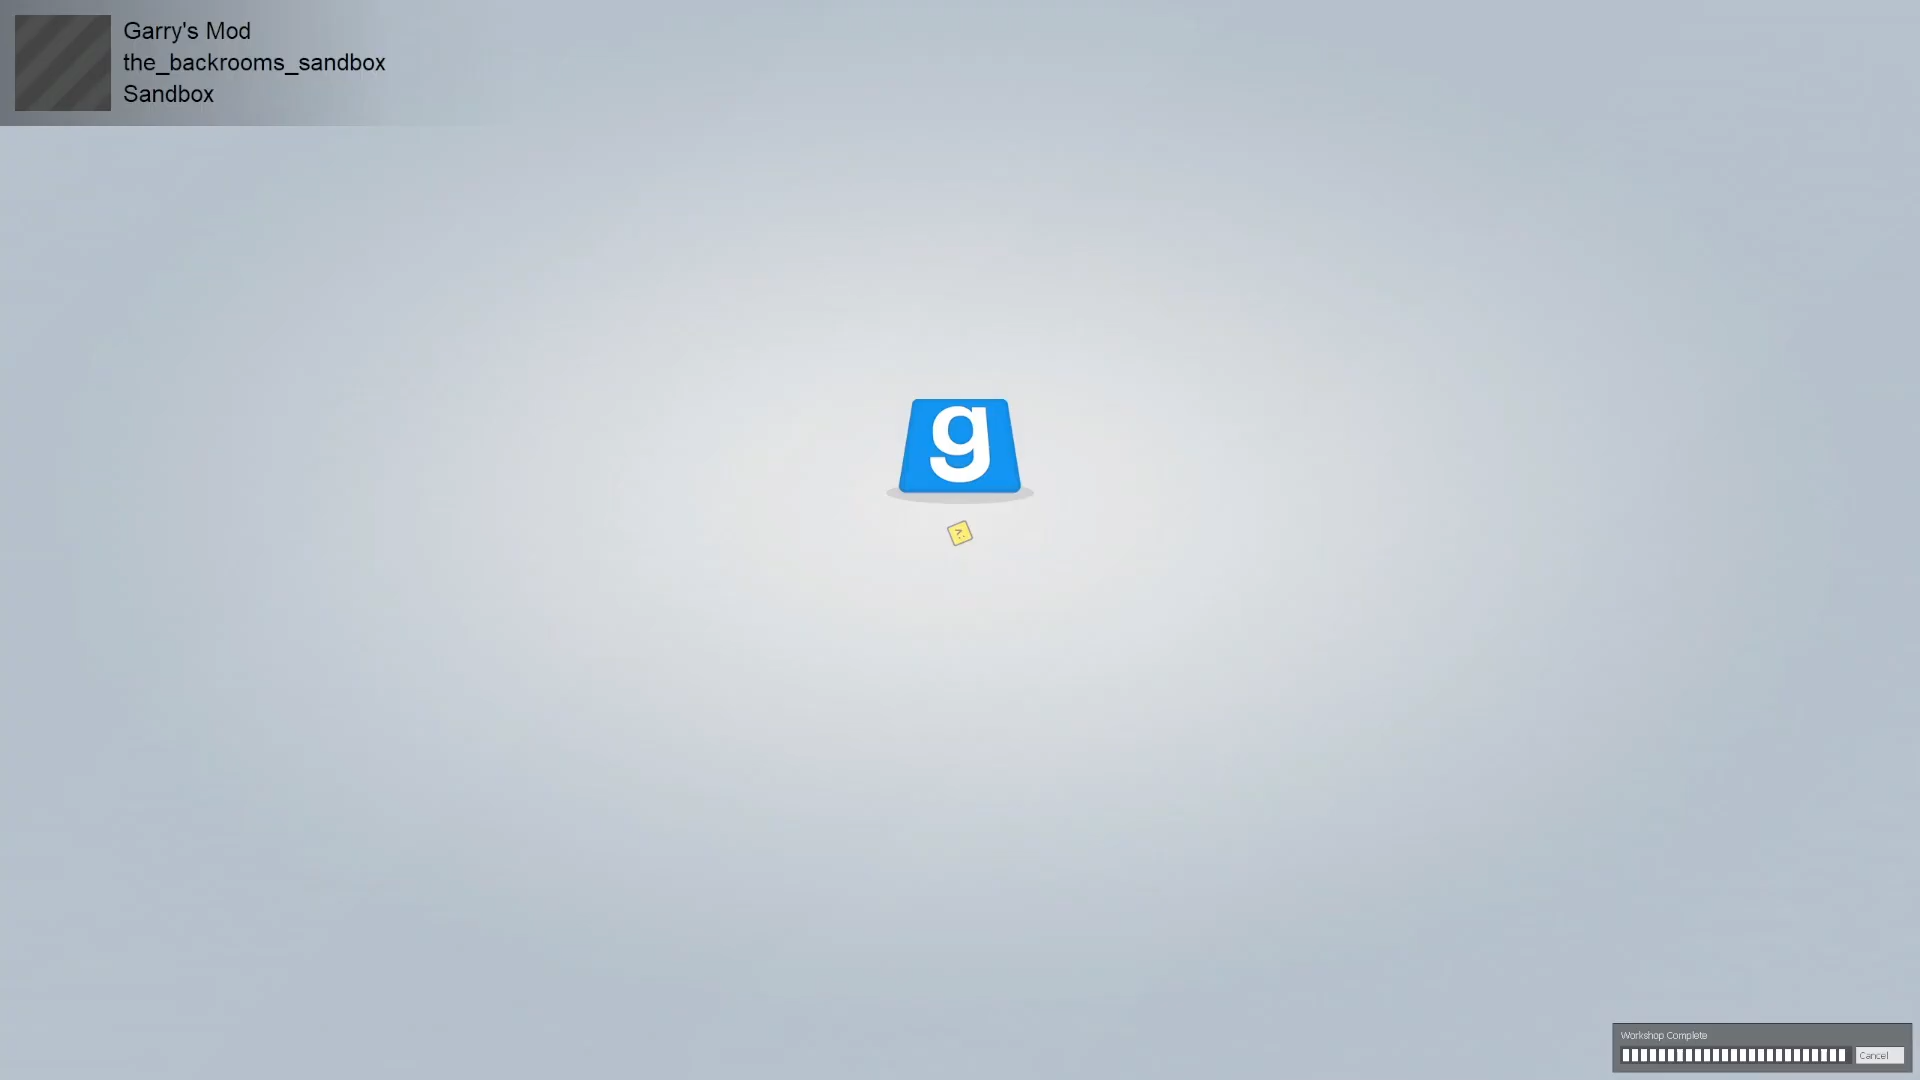 Garry's Mod
the_backrooms_sandbox
Sandbox
g
Workshop Complete
Cancel